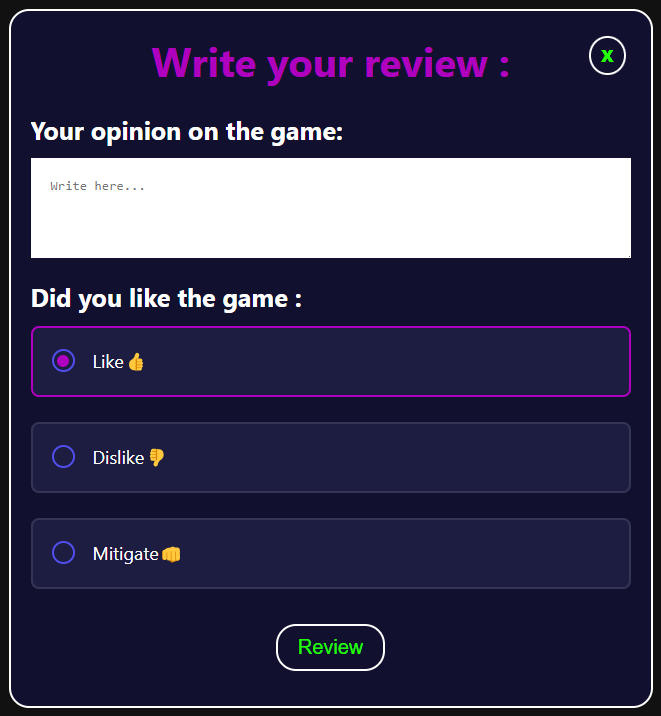 Write your review :
X
Your opinion on the game:
Write here...
Did you like the game :
Like👍
Dislike👎
Mitigate👊
Review